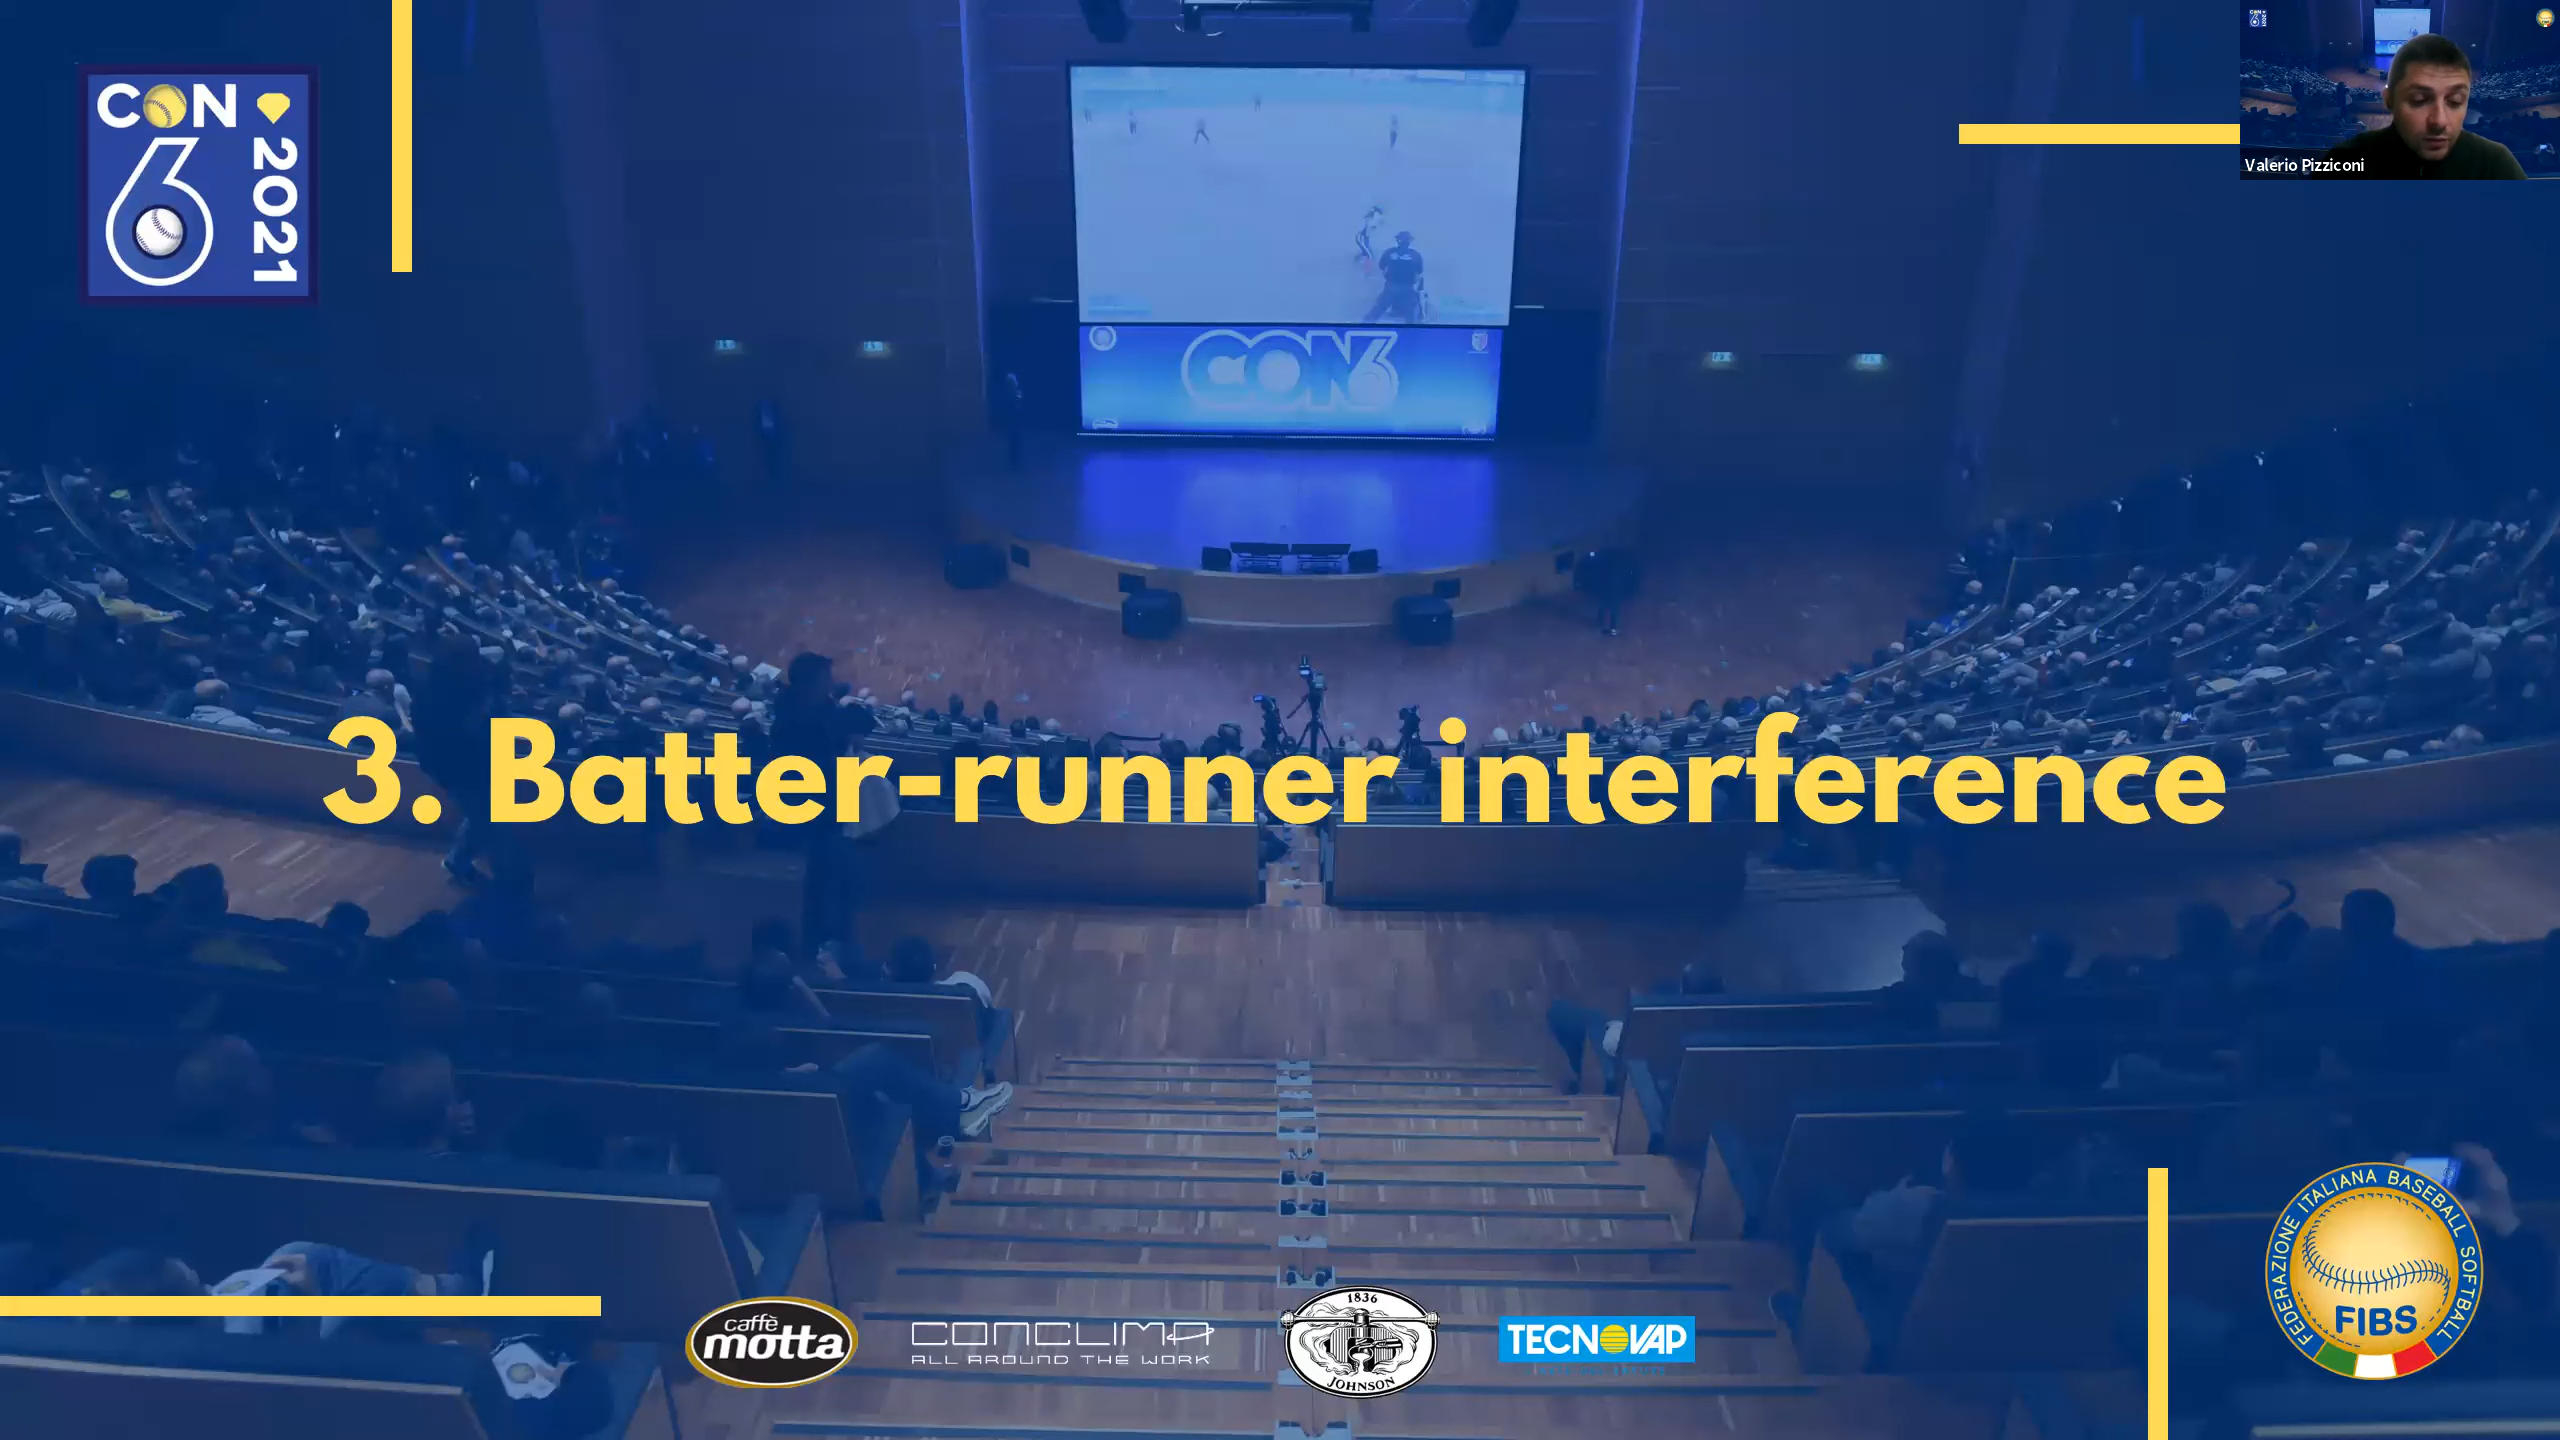 CON
6
2021
Valerio Pizziconi
CON6
3. Batter-runner interference
caffè
motta
CONCLIMA
ALL AROUND THE WORK
1836
JOHNSON
TECNOVAP
FEDERAZIONE ITALIANA BASEBALL SOFTBALL
FIBS